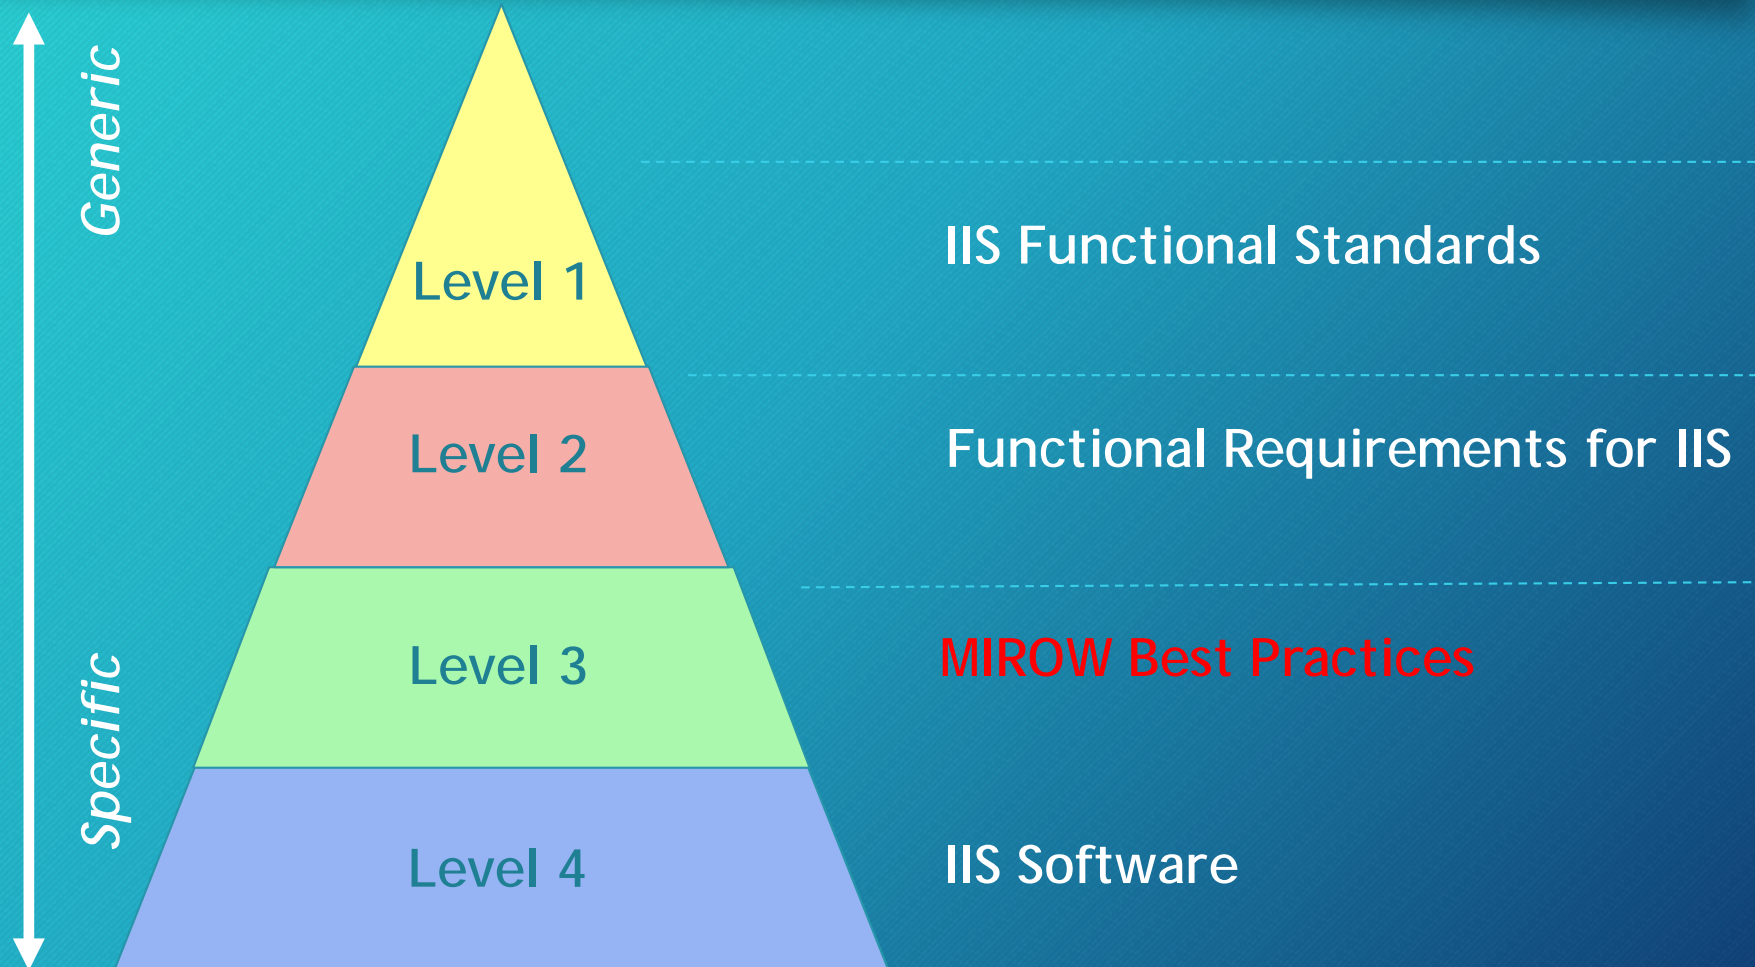 Generic
Level 1
IIS Functional Standards
Level 2
Functional Requirements for IIS
Level 3
MIROW Best Practices
Specific
Level 4
IIS Software